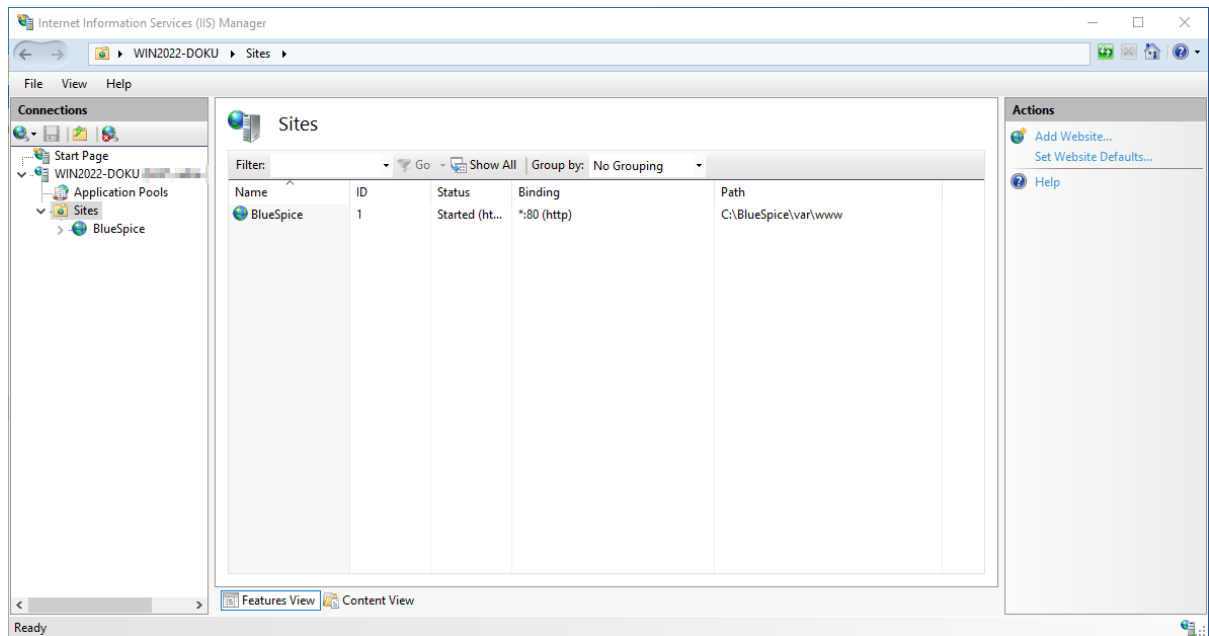 Internet Information Services (IIS) Manager
WIN2022-DOKU Sites
File View Help
Connections
Start Page
WIN2022-DOKU
Application Pools
Sites
BlueSpice
Sites
Filter: Go Show All Group by: No Grouping
Name ID Status Binding Path
BlueSpice 1 Started (ht... *:80 (http) C:\BlueSpice\var\www
Features View Content View
Actions
Add Website...
Set Website Defaults...
Help
Ready